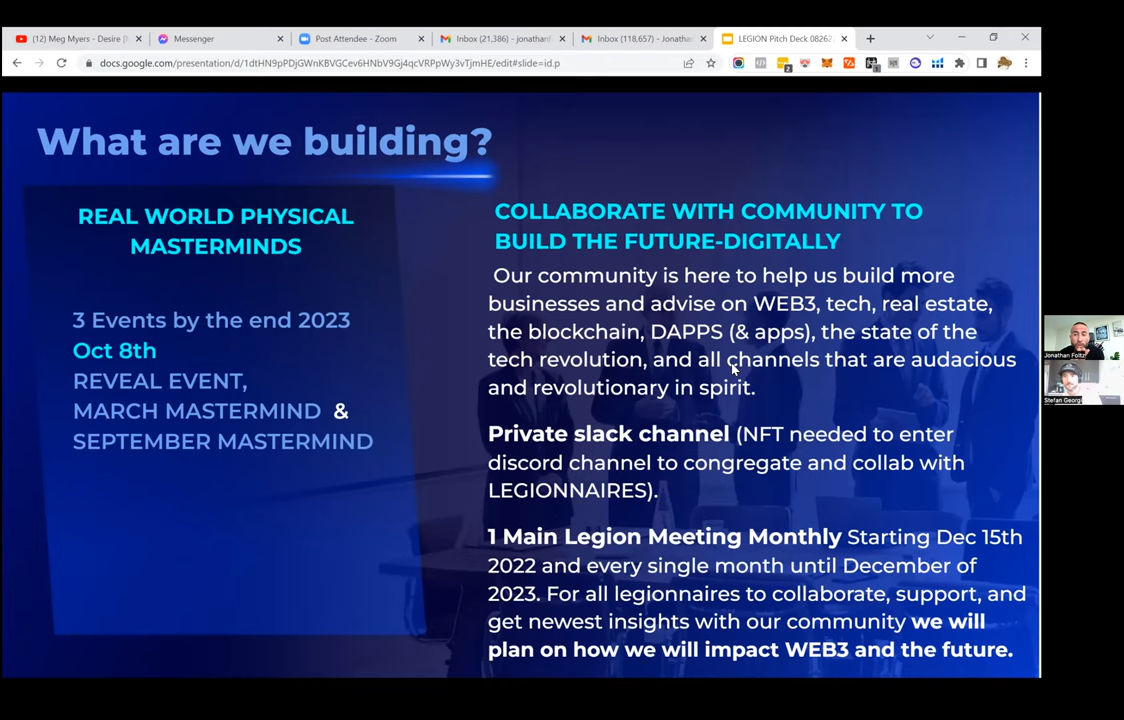 (12) Meg Myers - Desire [
Messenger
Post Attendee - Zoom
Inbox (21,386) - jonathanf
Inbox (118,657) - Jonatha
LEGION Pitch Deck 0826
docs.google.com/presentation/d/1dtHN9pPDjGWnKBVGCev6HNbV9Gj4qcVRPpWy3vTjmHE/edit#slide=id.p
What are we building?
REAL WORLD PHYSICAL
MASTERMINDS
3 Events by the end 2023
Oct 8th
REVEAL EVENT,
MARCH MASTERMIND &
SEPTEMBER MASTERMIND
COLLABORATE WITH COMMUNITY TO
BUILD THE FUTURE-DIGITALLY
Our community is here to help us build more
businesses and advise on WEB3, tech, real estate,
the blockchain, DAPPS (& apps), the state of the
tech revolution, and all channels that are audacious
and revolutionary in spirit.
Private slack channel (NFT needed to enter
discord channel to congregate and collab with
LEGIONNAIRES).
1 Main Legion Meeting Monthly Starting Dec 15th
2022 and every single month until December of
2023. For all legionnaires to collaborate, support, and
get newest insights with our community we will
plan on how we will impact WEB3 and the future.
Jonathan Foltz
Stefan Georgi